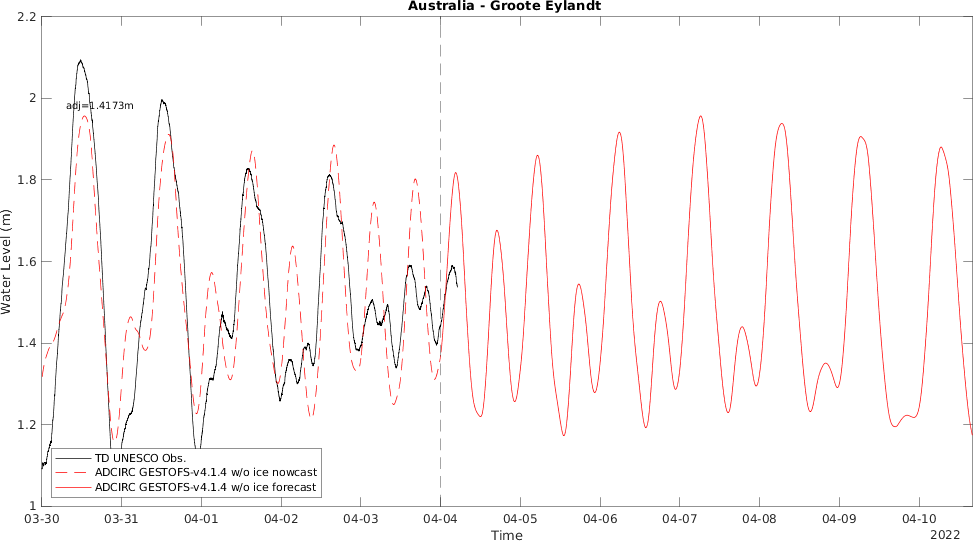 Australia - Groote Eylandt
2.2
2
1.8
1.6
1.4
1.2
1
Water Level (m)
adj=1.4173m
TD UNESCO Obs.
ADCIRC GESTOFS-v4.1.4 w/o ice nowcast
ADCIRC GESTOFS-v4.1.4 w/o ice forecast
03-30 03-31 04-01 04-02 04-03 04-04 04-05 04-06 04-07 04-08 04-09 04-10
Time
2022